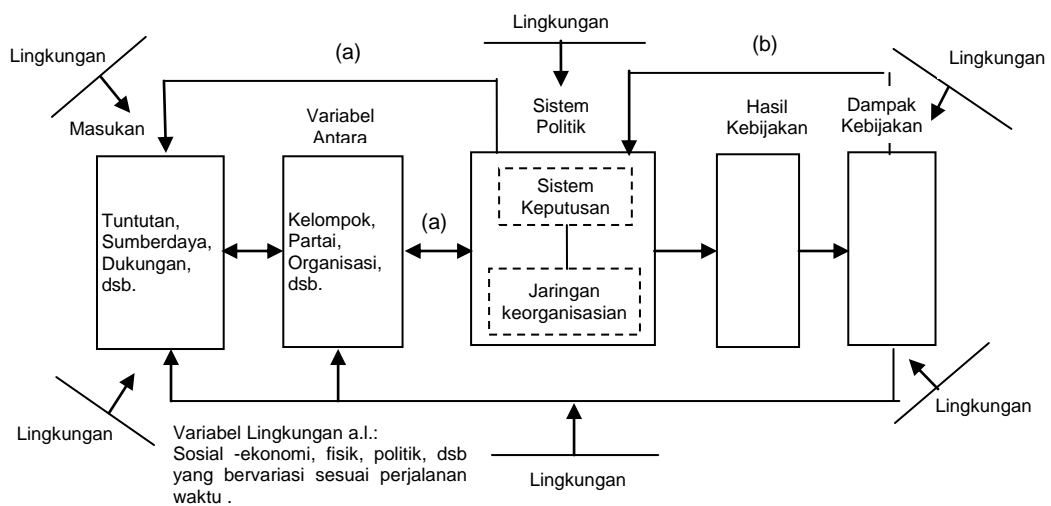 Lingkungan
(a)
(b)
Lingkungan
Lingkungan
Masukan
Variabel
Antara
Sistem
Politik
Hasil
Kebijakan
Dampak
Kebijakan
Tuntutan,
Sumberdaya,
Dukungan,
dsb.
Kelompok,
Partai,
Organisasi,
dsb.
(a)
Sistem
Keputusan
Jaringan
keorganisasian
Lingkungan
Variabel Lingkungan a.l.:
Sosial -ekonomi, fisik, politik, dsb
yang bervariasi sesuai perjalanan
waktu .
Lingkungan
Lingkungan